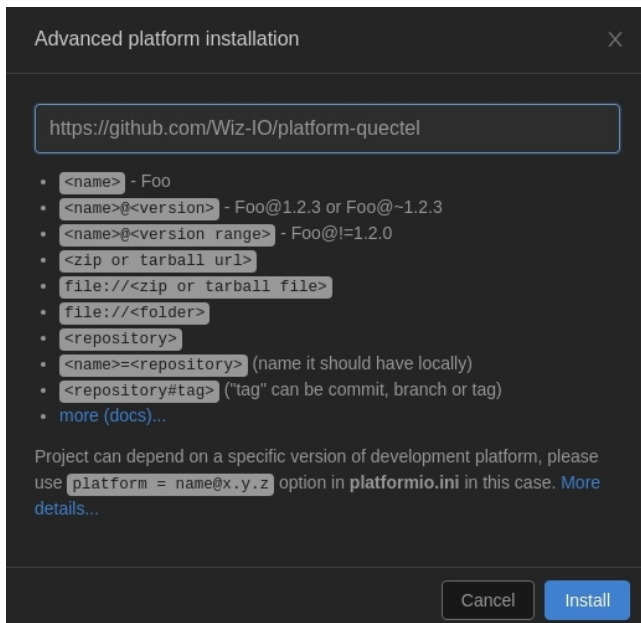 Advanced platform installation
https://github.com/Wiz-IO/platform-quectel
<name> - Foo
<name>@<version> - Foo@1.2.3 or Foo@~1.2.3
<name>@<version range> - Foo@!=1.2.0
<zip or tarball url>
file://<zip or tarball file>
file://<folder>
<repository>
<name>=<repository> (name it should have locally)
<repository#tag> ("tag" can be commit, branch or tag)
more (docs)...
Project can depend on a specific version of development platform, please
use platform = name@x.y.z option in platformio.ini in this case. More
details...
Cancel Install